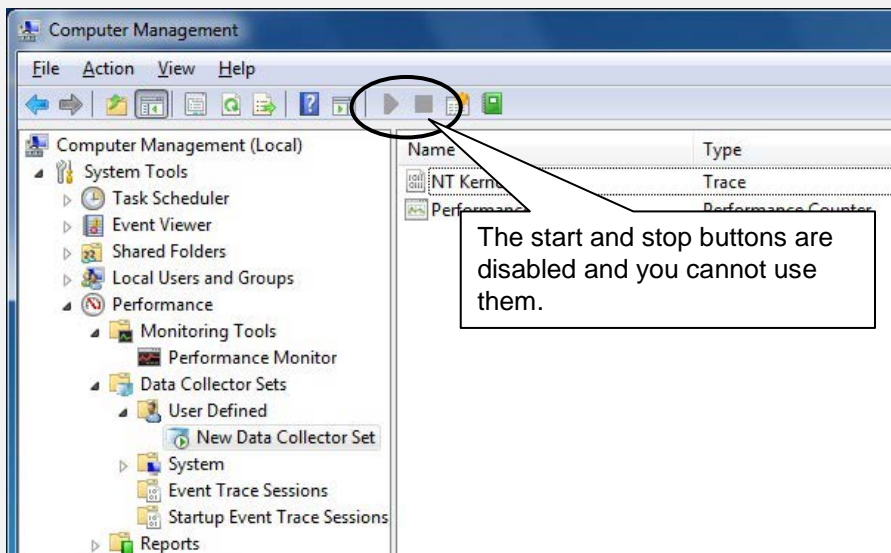 Computer Management
File Action View Help
Computer Management (Local)
System Tools
Task Scheduler
Event Viewer
Shared Folders
Local Users and Groups
Performance
Monitoring Tools
Performance Monitor
Data Collector Sets
User Defined
New Data Collector Set
System
Event Trace Sessions
Startup Event Trace Sessions
Reports
Name Type
NT Kerne Trace
Performance Performance Counter
The start and stop buttons are
disabled and you cannot use
them.